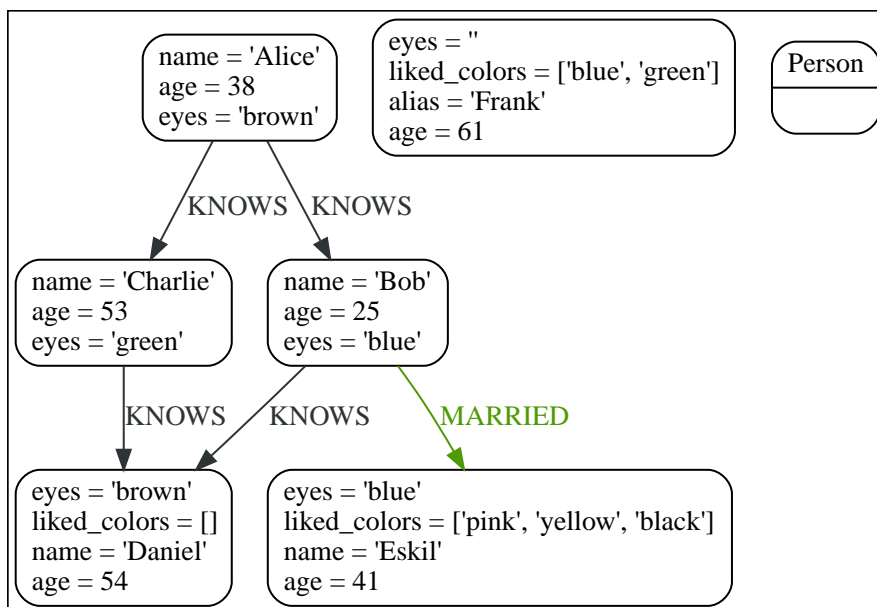 name = 'Alice'
age = 38
eyes = 'brown'
eyes = ''
liked_colors = ['blue', 'green']
alias = 'Frank'
age = 61
Person
KNOWS
KNOWS
name = 'Charlie'
age = 53
eyes = 'green'
name = 'Bob'
age = 25
eyes = 'blue'
KNOWS
KNOWS
MARRIED
eyes = 'brown'
liked_colors = []
name = 'Daniel'
age = 54
eyes = 'blue'
liked_colors = ['pink', 'yellow', 'black']
name = 'Eskil'
age = 41